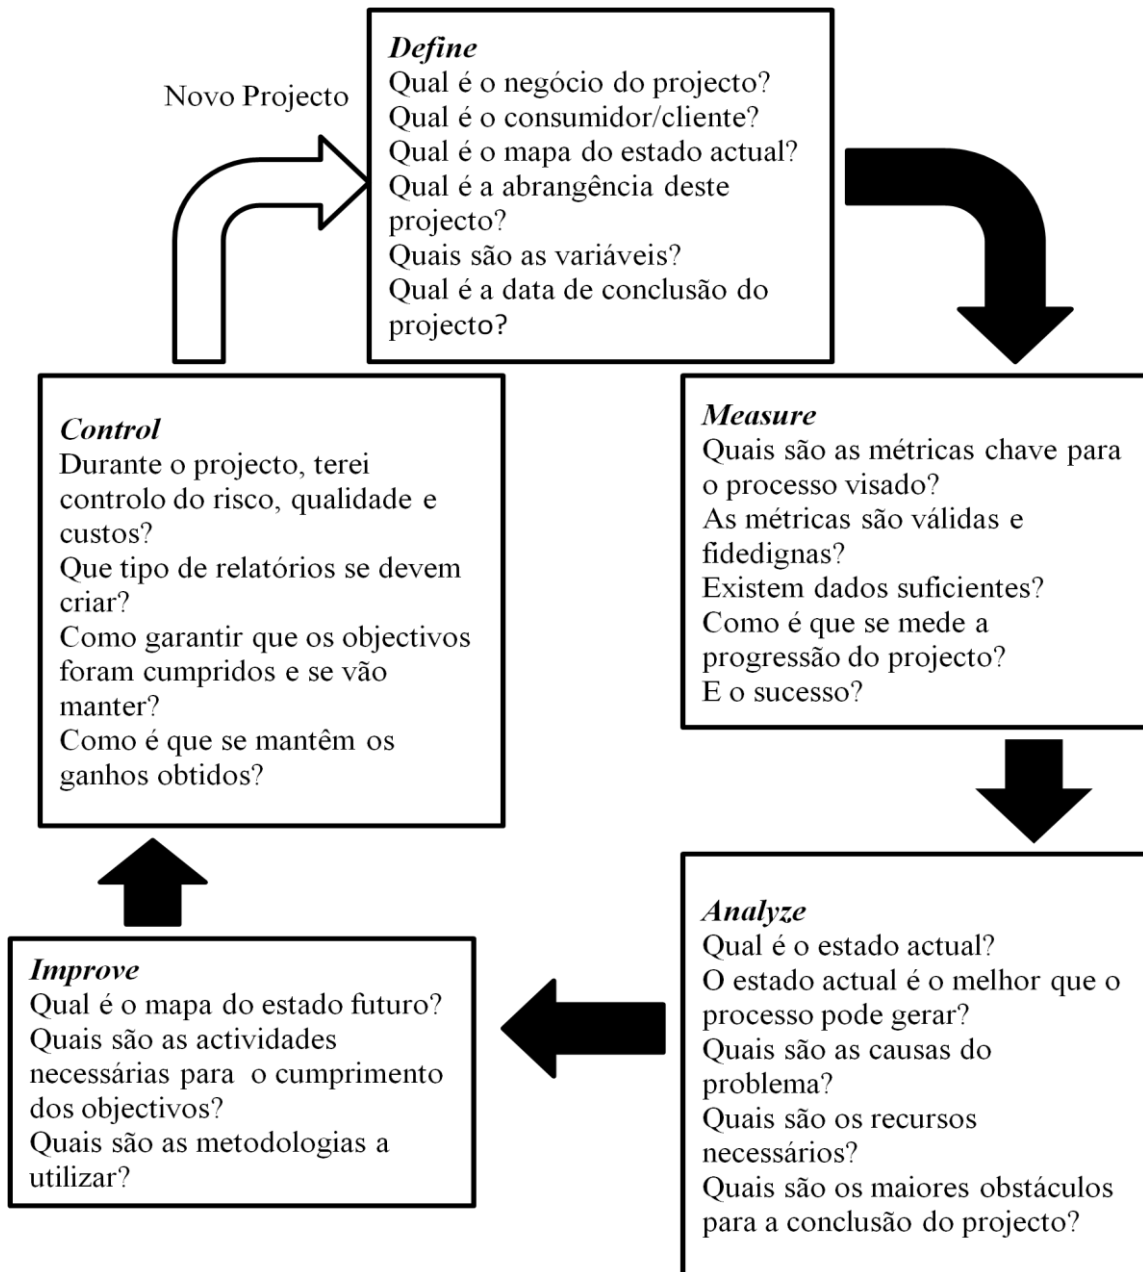 Novo Projecto
Define
Qual é o negócio do projecto?
Qual é o consumidor/cliente?
Qual é o mapa do estado actual?
Qual é a abrangência deste
projecto?
Quais são as variáveis?
Qual é a data de conclusão do
projecto?
Measure
Quais são as métricas chave para
o processo visado?
As métricas são válidas e
fidedignas?
Existem dados suficientes?
Como é que se mede a
progressão do projecto?
E o sucesso?
Analyze
Qual é o estado actual?
O estado actual é o melhor que o
processo pode gerar?
Quais são as causas do
problema?
Quais são os recursos
necessários?
Quais são os maiores obstáculos
para a conclusão do projecto?
Improve
Qual é o mapa do estado futuro?
Quais são as actividades
necessárias para  o cumprimento
dos objectivos?
Quais são as metodologias a
utilizar?
Control
Durante o projecto, terei
controlo do risco, qualidade e
custos?
Que tipo de relatórios se devem
criar?
Como garantir que os objectivos
foram cumpridos e se vão
manter?
Como é que se mantêm os
ganhos obtidos?